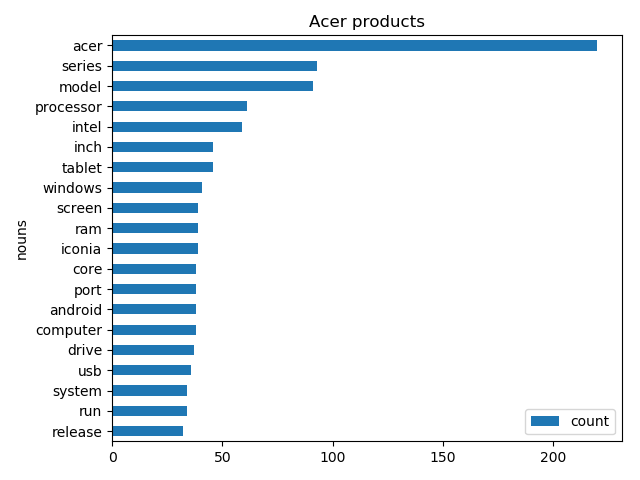 Acer products
nouns
acer
series
model
processor
intel
inch
tablet
windows
screen
ram
iconia
core
port
android
computer
drive
usb
system
run
release
count
0 50 100 150 200